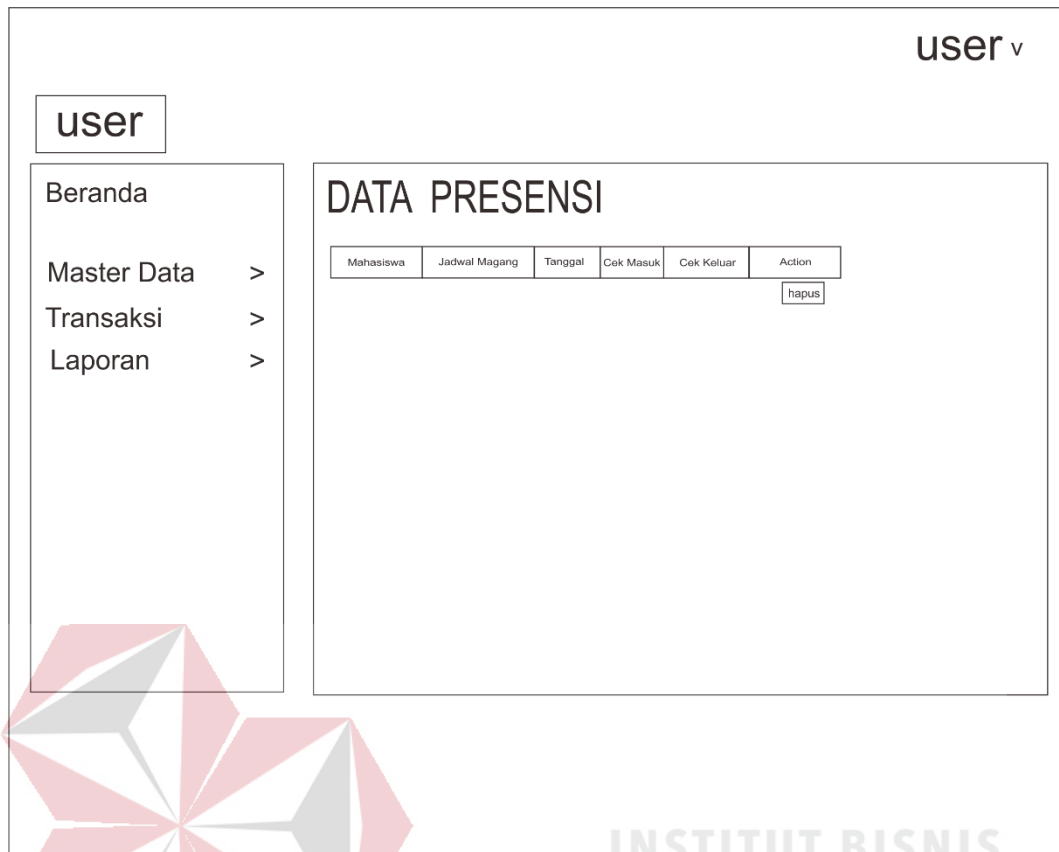 user v
user
Beranda
Master Data >
Transaksi >
Laporan >
DATA PRESENSI
Mahasiswa Jadwal Magang Tanggal Cek Masuk Cek Keluar Action
hapus
INSTITUT BISNIS